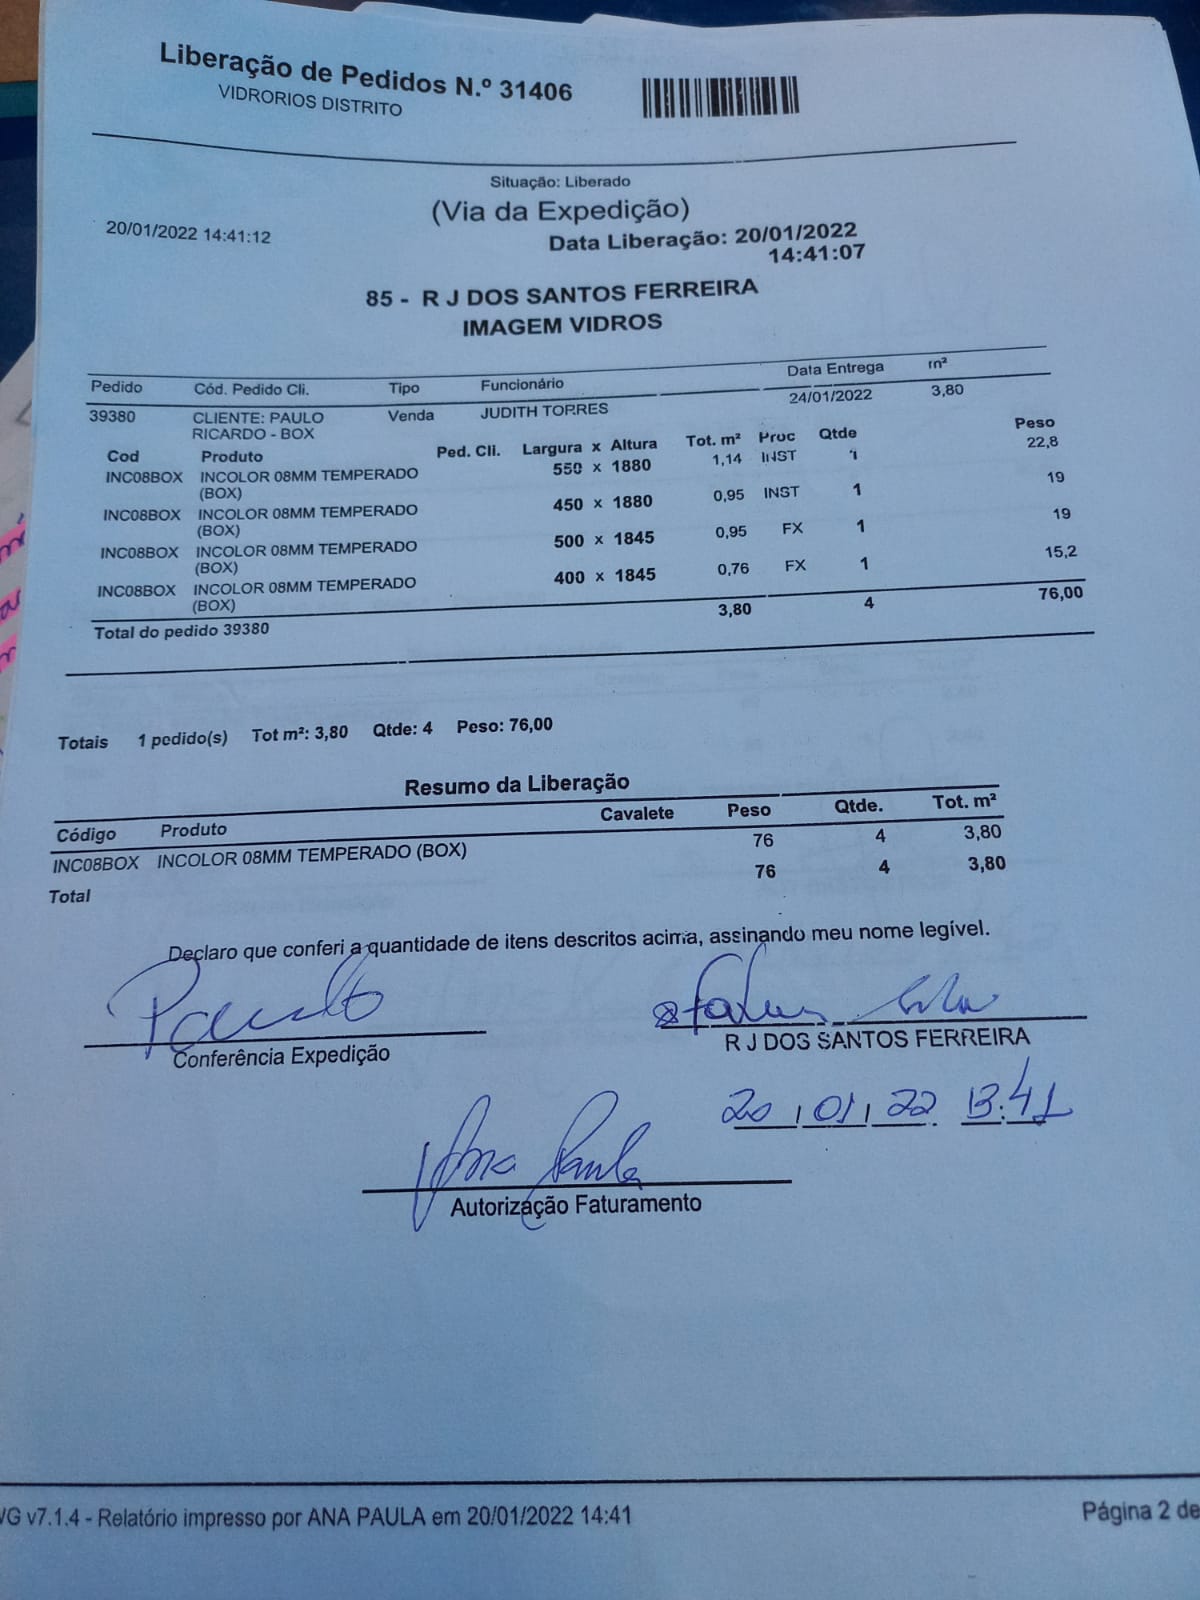 Liberação de Pedidos N.º 31406
VIDRORIOS DISTRITO
Situação: Liberado
(Via da Expedição)
20/01/2022 14:41:12
Data Liberação: 20/01/2022
14:41:07
85 - R J DOS SANTOS FERREIRA
IMAGEM VIDROS
Pedido Cód. Pedido Cli. Tipo Funcionário Data Entrega m²
39380 CLIENTE: PAULO Venda JUDITH TORRES 24/01/2022 3,80
RICARDO - BOX
Cod Produto Ped. Cli. Largura x Altura Tot. m² Proc Qtde Peso
INC08BOX INCOLOR 08MM TEMPERADO 550 x 1880 1,14 INST 1 22,8
(BOX)
INC08BOX INCOLOR 08MM TEMPERADO 450 x 1880 0,95 INST 1 19
(BOX)
INC08BOX INCOLOR 08MM TEMPERADO 500 x 1845 0,95 FX 1 19
(BOX)
INC08BOX INCOLOR 08MM TEMPERADO 400 x 1845 0,76 FX 1 15,2
(BOX)
Total do pedido 39380 3,80 4 76,00
Totais 1 pedido(s) Tot m²: 3,80 Qtde: 4 Peso: 76,00
Resumo da Liberação
Código Produto Cavalete Peso Qtde. Tot. m²
INC08BOX INCOLOR 08MM TEMPERADO (BOX) 76 4 3,80
Total 76 4 3,80
Declaro que conferi a quantidade de itens descritos acima, assinando meu nome legível.
Conferência Expedição
R J DOS SANTOS FERREIRA
20/01/22 13:41
Ana Paula
Autorização Faturamento
VG v7.1.4 - Relatório impresso por ANA PAULA em 20/01/2022 14:41
Página 2 de